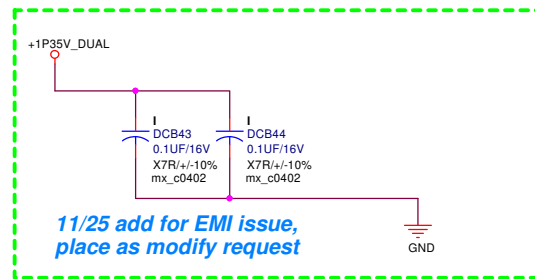 +1P35V_DUAL
I
DCB43
0.1UF/16V
X7R/+/-10%
mx_c0402
I
DCB44
0.1UF/16V
X7R/+/-10%
mx_c0402
11/25 add for EMI issue,
place as modify request
GND